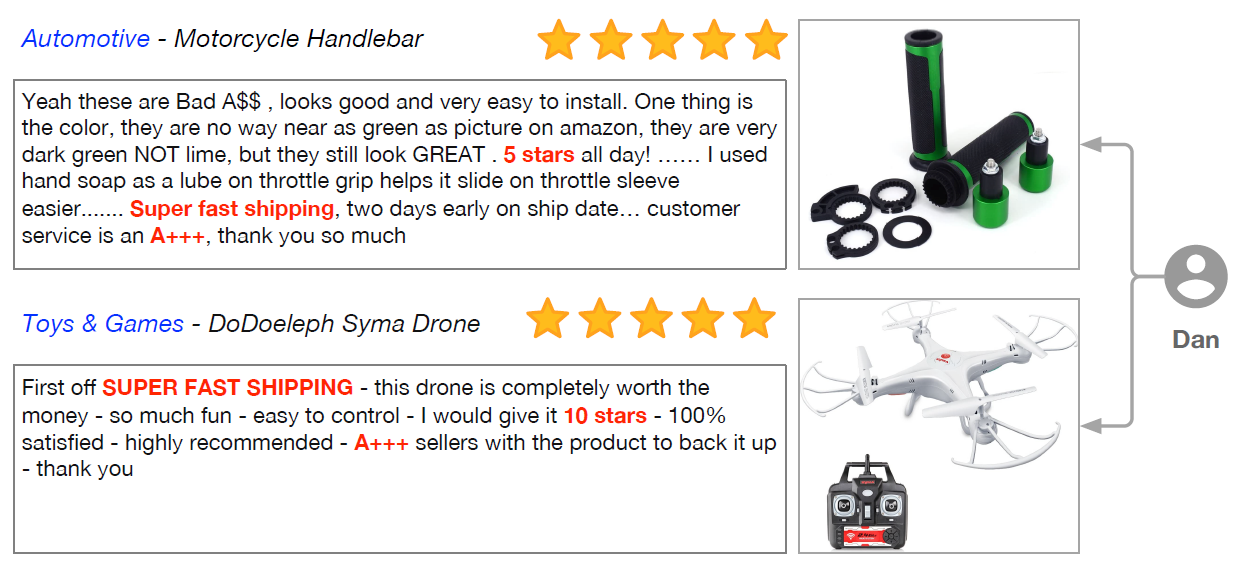 Automotive - Motorcycle Handlebar
Yeah these are Bad A$$ , looks good and very easy to install. One thing is
the color, they are no way near as green as picture on amazon, they are very
dark green NOT lime, but they still look GREAT . 5 stars all day! …… I used
hand soap as a lube on throttle grip helps it slide on throttle sleeve
easier....... Super fast shipping, two days early on ship date… customer
service is an A+++, thank you so much
Dan
Toys & Games - DoDoeleph Syma Drone
First off SUPER FAST SHIPPING - this drone is completely worth the
money - so much fun - easy to control - I would give it 10 stars - 100%
satisfied - highly recommended - A+++ sellers with the product to back it up
- thank you